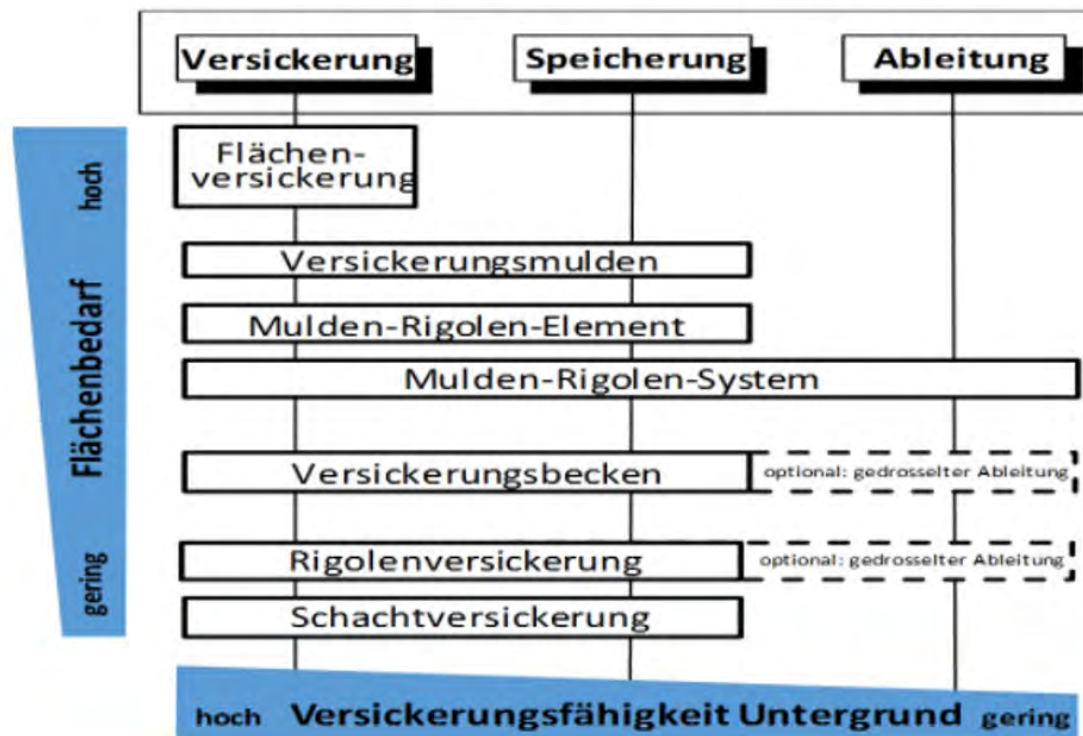 Versickerung
Speicherung
Ableitung
hoch
Flächenbedarf
gering
Flächen-
versickerung
Versickerungsmulden
Mulden-Rigolen-Element
Mulden-Rigolen-System
Versickerungsbecken
optional: gedrosselter Ableitung
Rigolenversickerung
optional: gedrosselter Ableitung
Schachtversickerung
hoch Versickerungsfähigkeit Untergrund gering